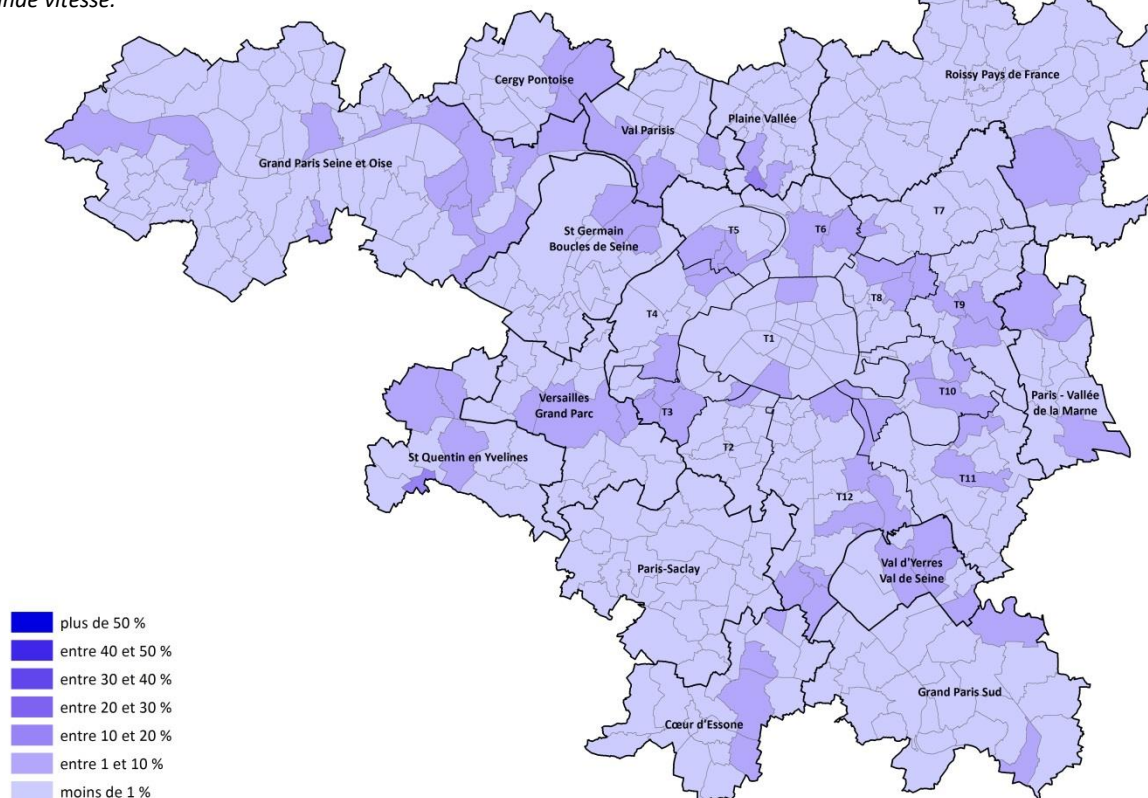 nde vitesse.
Cergy Pontoise
Roissy Pays de France
Val Parisis
Plaine Vallée
Grand Paris Seine et Oise
St Germain
Boucles de Seine
T5
T6
T7
T4
T8
T9
T1
Versailles
Grand Parc
T3
T10
Paris - Vallée
de la Marne
T2
St Quentin en Yvelines
T11
T12
Paris-Saclay
Val d'Yerres
Val de Seine
Grand Paris Sud
Cœur d'Essone
plus de 50 %
entre 40 et 50 %
entre 30 et 40 %
entre 20 et 30 %
entre 10 et 20 %
entre 1 et 10 %
moins de 1 %